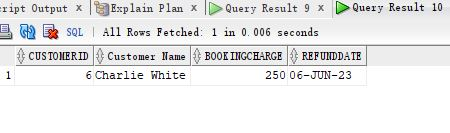 ript Output × Explain Plan × Query Result 9 × Query Result 10
SQL | All Rows Fetched: 1 in 0.006 seconds
CUSTOMERID Customer Name BOOKINGCHARGE REFUNDDATE
1 6 Charlie White 250 06-JUN-23